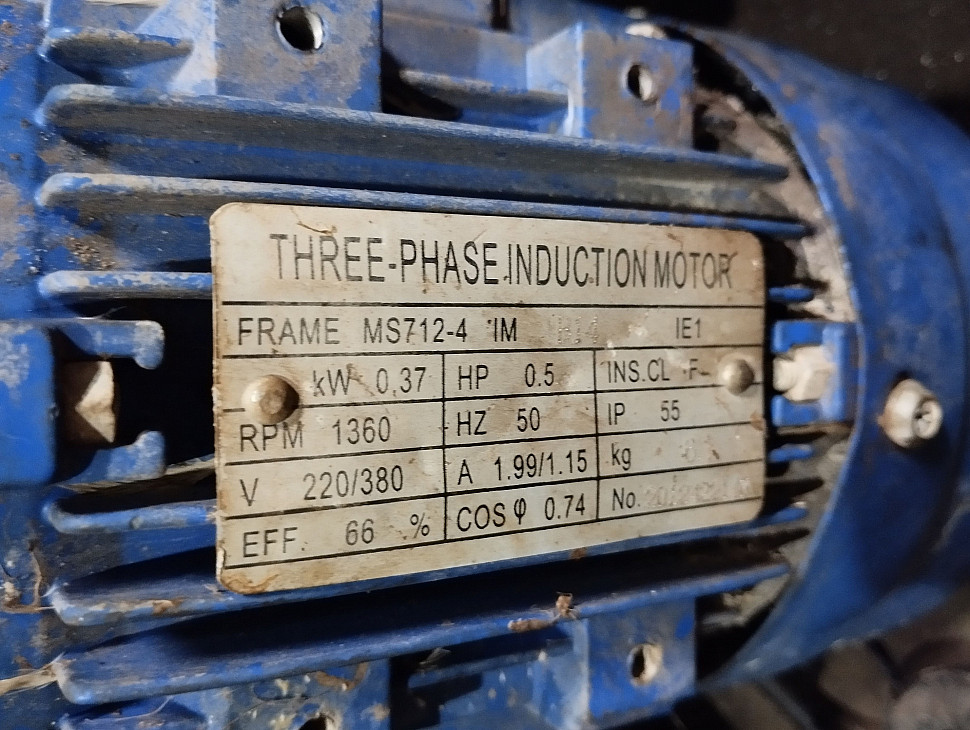 THREE-PHASE INDUCTION MOTOR
FRAME MS712-4 IM B14 IE1
kW 0,37 HP 0.5 INS.CL F
RPM 1360 HZ 50 IP 55
V 220/380 A 1.99/1.15 kg
EFF. 66 % COS φ 0.74 No.